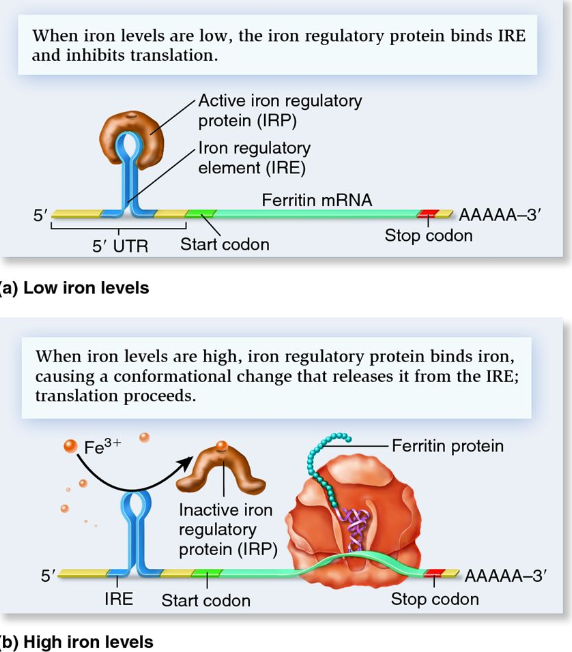 When iron levels are low, the iron regulatory protein binds IRE
and inhibits translation.
Active iron regulatory
protein (IRP)
Iron regulatory
element (IRE)
Ferritin mRNA
5′
AAAAA–3′
5′ UTR
Start codon
Stop codon
(a) Low iron levels
When iron levels are high, iron regulatory protein binds iron,
causing a conformational change that releases it from the IRE;
translation proceeds.
Fe3+
Ferritin protein
Inactive iron
regulatory
protein (IRP)
5′
AAAAA–3′
IRE
Start codon
Stop codon
(b) High iron levels